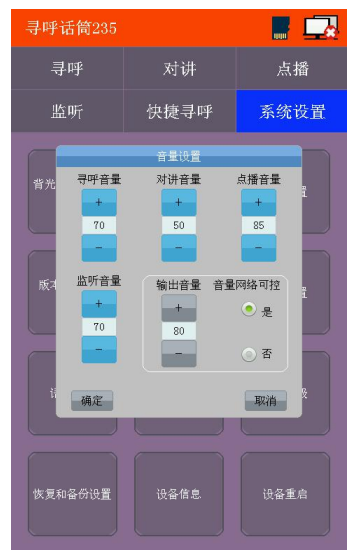 寻呼话筒235
寻呼 对讲 点播
监听 快捷寻呼 系统设置
音量设置
背光
寻呼音量 对讲音量 点播音量
+ + +
70 50 85
- - -
版本
监听音量 输出音量 音量网络可控
+ + 是
70 80
- - 否
确定 取消
恢复和备份设置 设备信息 设备重启